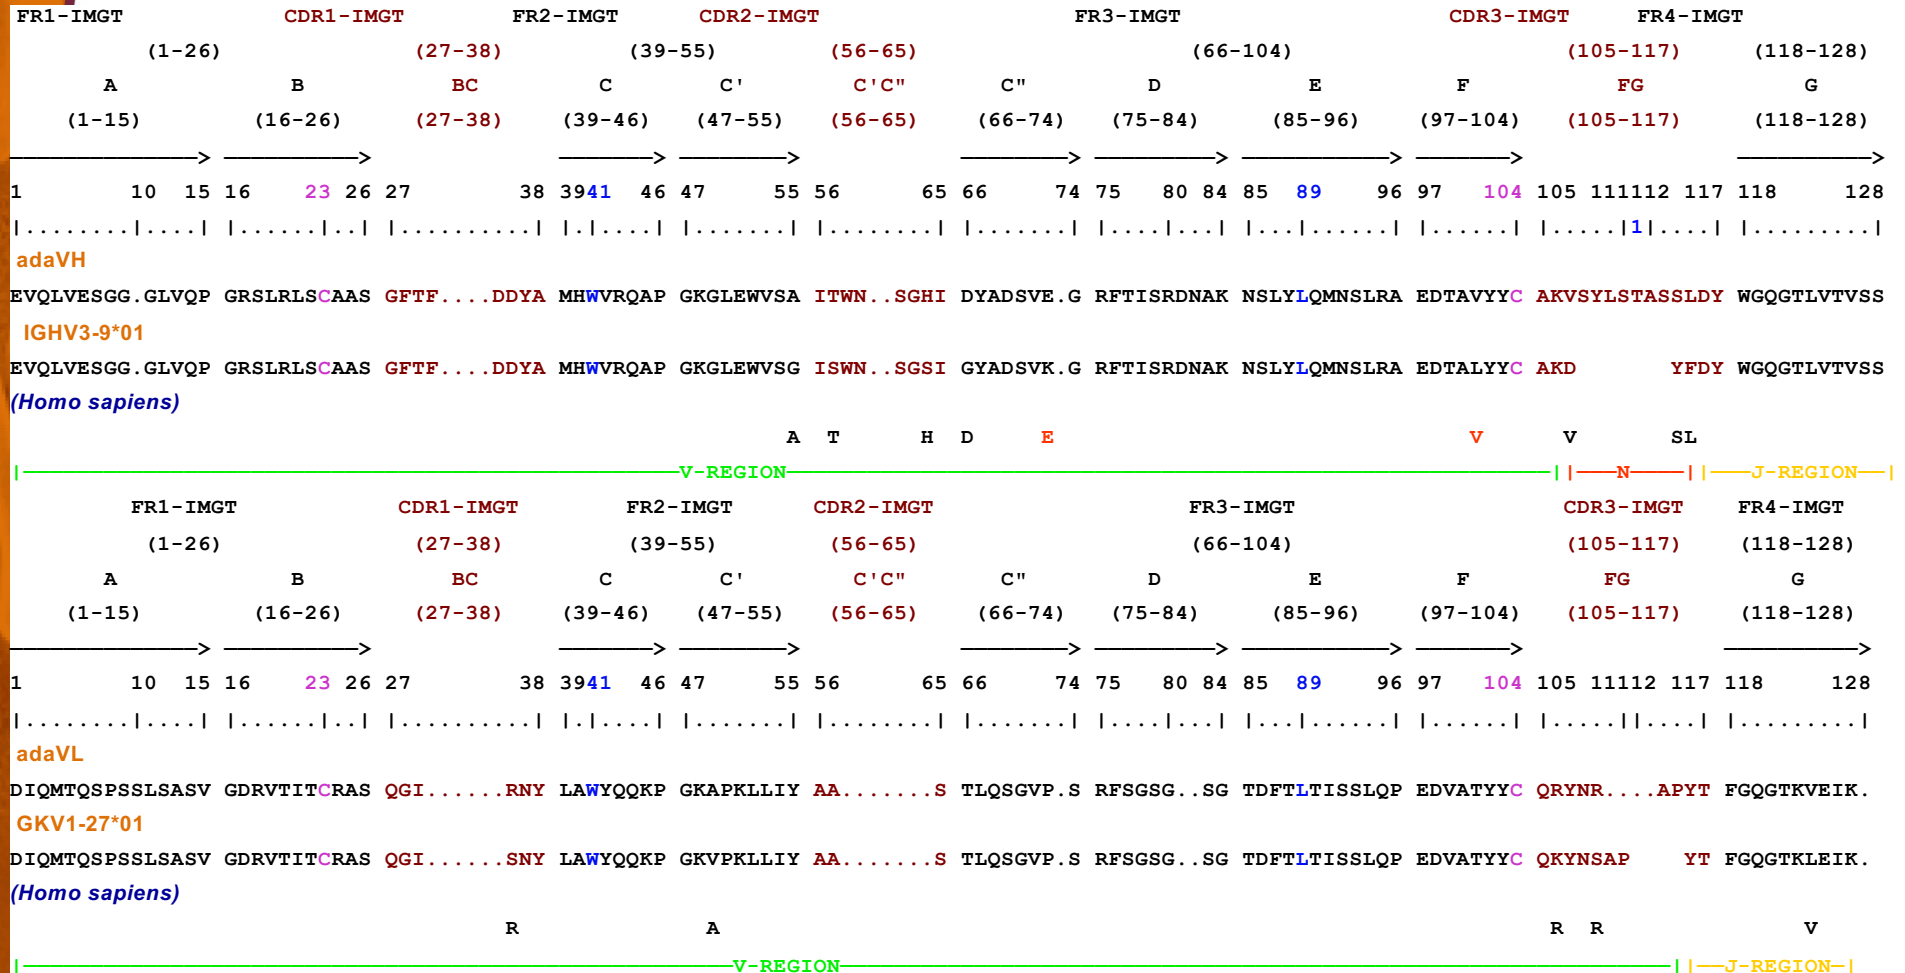 FR1-IMGT CDR1-IMGT FR2-IMGT CDR2-IMGT FR3-IMGT CDR3-IMGT FR4-IMGT
(1-26) (27-38) (39-55) (56-65) (66-104) (105-117) (118-128)
A B BC C C' C'C" C" D E F FG G
(1-15) (16-26) (27-38) (39-46) (47-55) (56-65) (66-74) (75-84) (85-96) (97-104) (105-117) (118-128)
——————————————> ——————————> ———————> ————————> ————————> —————————> ———————————> ———————> ——————————>
1 10 15 16 23 26 27 38 3941 46 47 55 56 65 66 74 75 80 84 85 89 96 97 104 105 111112 117 118 128
|........|....| |......|..| |..........| |.|....| |.......| |........| |.......| |....|...| |...|......| |......| |.....|1|....| |.........|
adaVH
EVQLVESGG.GLVQP GRSLRLSCAAS GFTF....DDYA MHWVRQAP GKGLEWVSA ITWN..SGHI DYADSVE.G RFTISRDNAK NSLYLQMNSLRA EDTAVYYC AKVSYLSTASSLDY WGQGTLVTVSS
IGHV3-9*01
EVQLVESGG.GLVQP GRSLRLSCAAS GFTF....DDYA MHWVRQAP GKGLEWVSG ISWN..SGSI GYADSVK.G RFTISRDNAK NSLYLQMNSLRA EDTALYYC AKD YFDY WGQGTLVTVSS
(Homo sapiens)
A T H D E V V SL
|—V-REGION—||—N—||—J-REGION—|
FR1-IMGT CDR1-IMGT FR2-IMGT CDR2-IMGT FR3-IMGT CDR3-IMGT FR4-IMGT
(1-26) (27-38) (39-55) (56-65) (66-104) (105-117) (118-128)
A B BC C C' C'C" C" D E F FG G
(1-15) (16-26) (27-38) (39-46) (47-55) (56-65) (66-74) (75-84) (85-96) (97-104) (105-117) (118-128)
——————————————> ——————————> ———————> ————————> ————————> —————————> ———————————> ———————> ——————————>
1 10 15 16 23 26 27 38 3941 46 47 55 56 65 66 74 75 80 84 85 89 96 97 104 105 11112 117 118 128
|........|....| |......|..| |..........| |.|....| |.......| |........| |.......| |....|...| |...|......| |......| |.....||....| |.........|
adaVL
DIQMTQSPSSLSASV GDRVTITCRAS QGI......RNY LAWYQQKP GKAPKLLIY AA.......S TLQSGVP.S RFSGSG..SG TDFTLTISSLQP EDVATYYC QRYNR....APYT FGQGTKVEIK.
GKV1-27*01
DIQMTQSPSSLSASV GDRVTITCRAS QGI......SNY LAWYQQKP GKVPKLLIY AA.......S TLQSGVP.S RFSGSG..SG TDFTLTISSLQP EDVATYYC QKYNSAP YT FGQGTKLEIK.
(Homo sapiens)
R A R R V
|—V-REGION—||—J-REGION—|